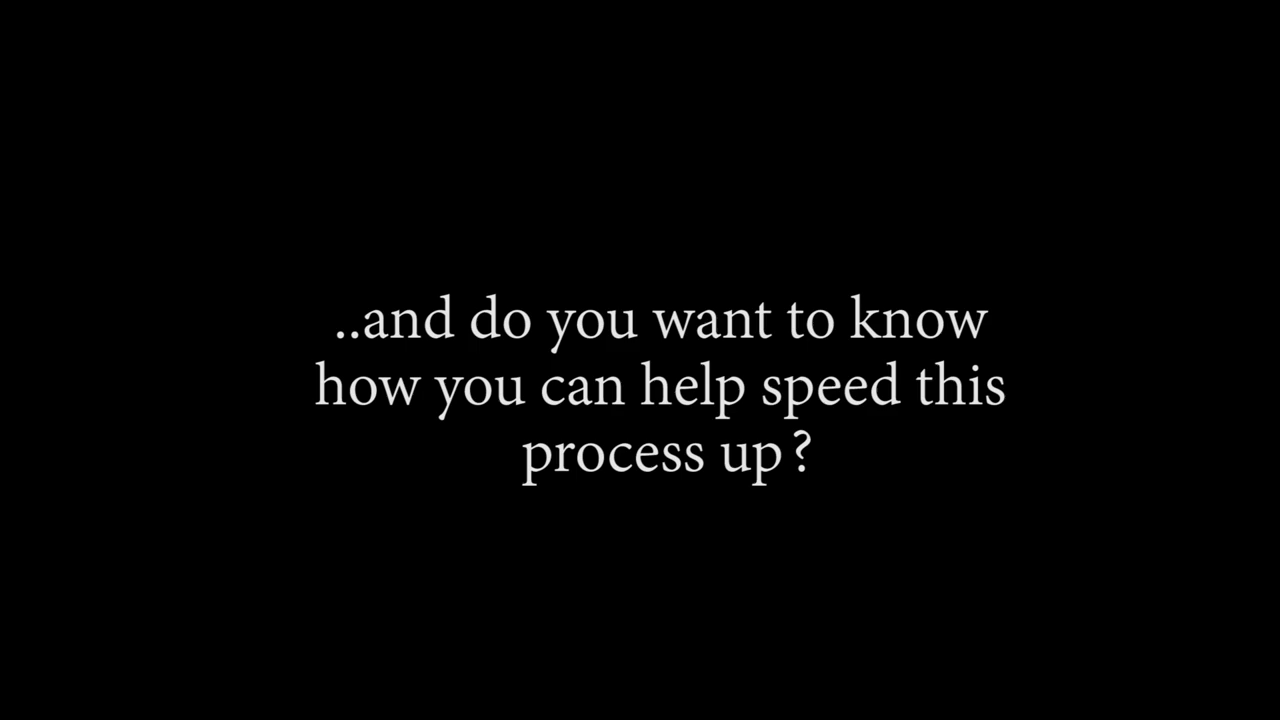 ..and do you want to know
how you can help speed this
process up?